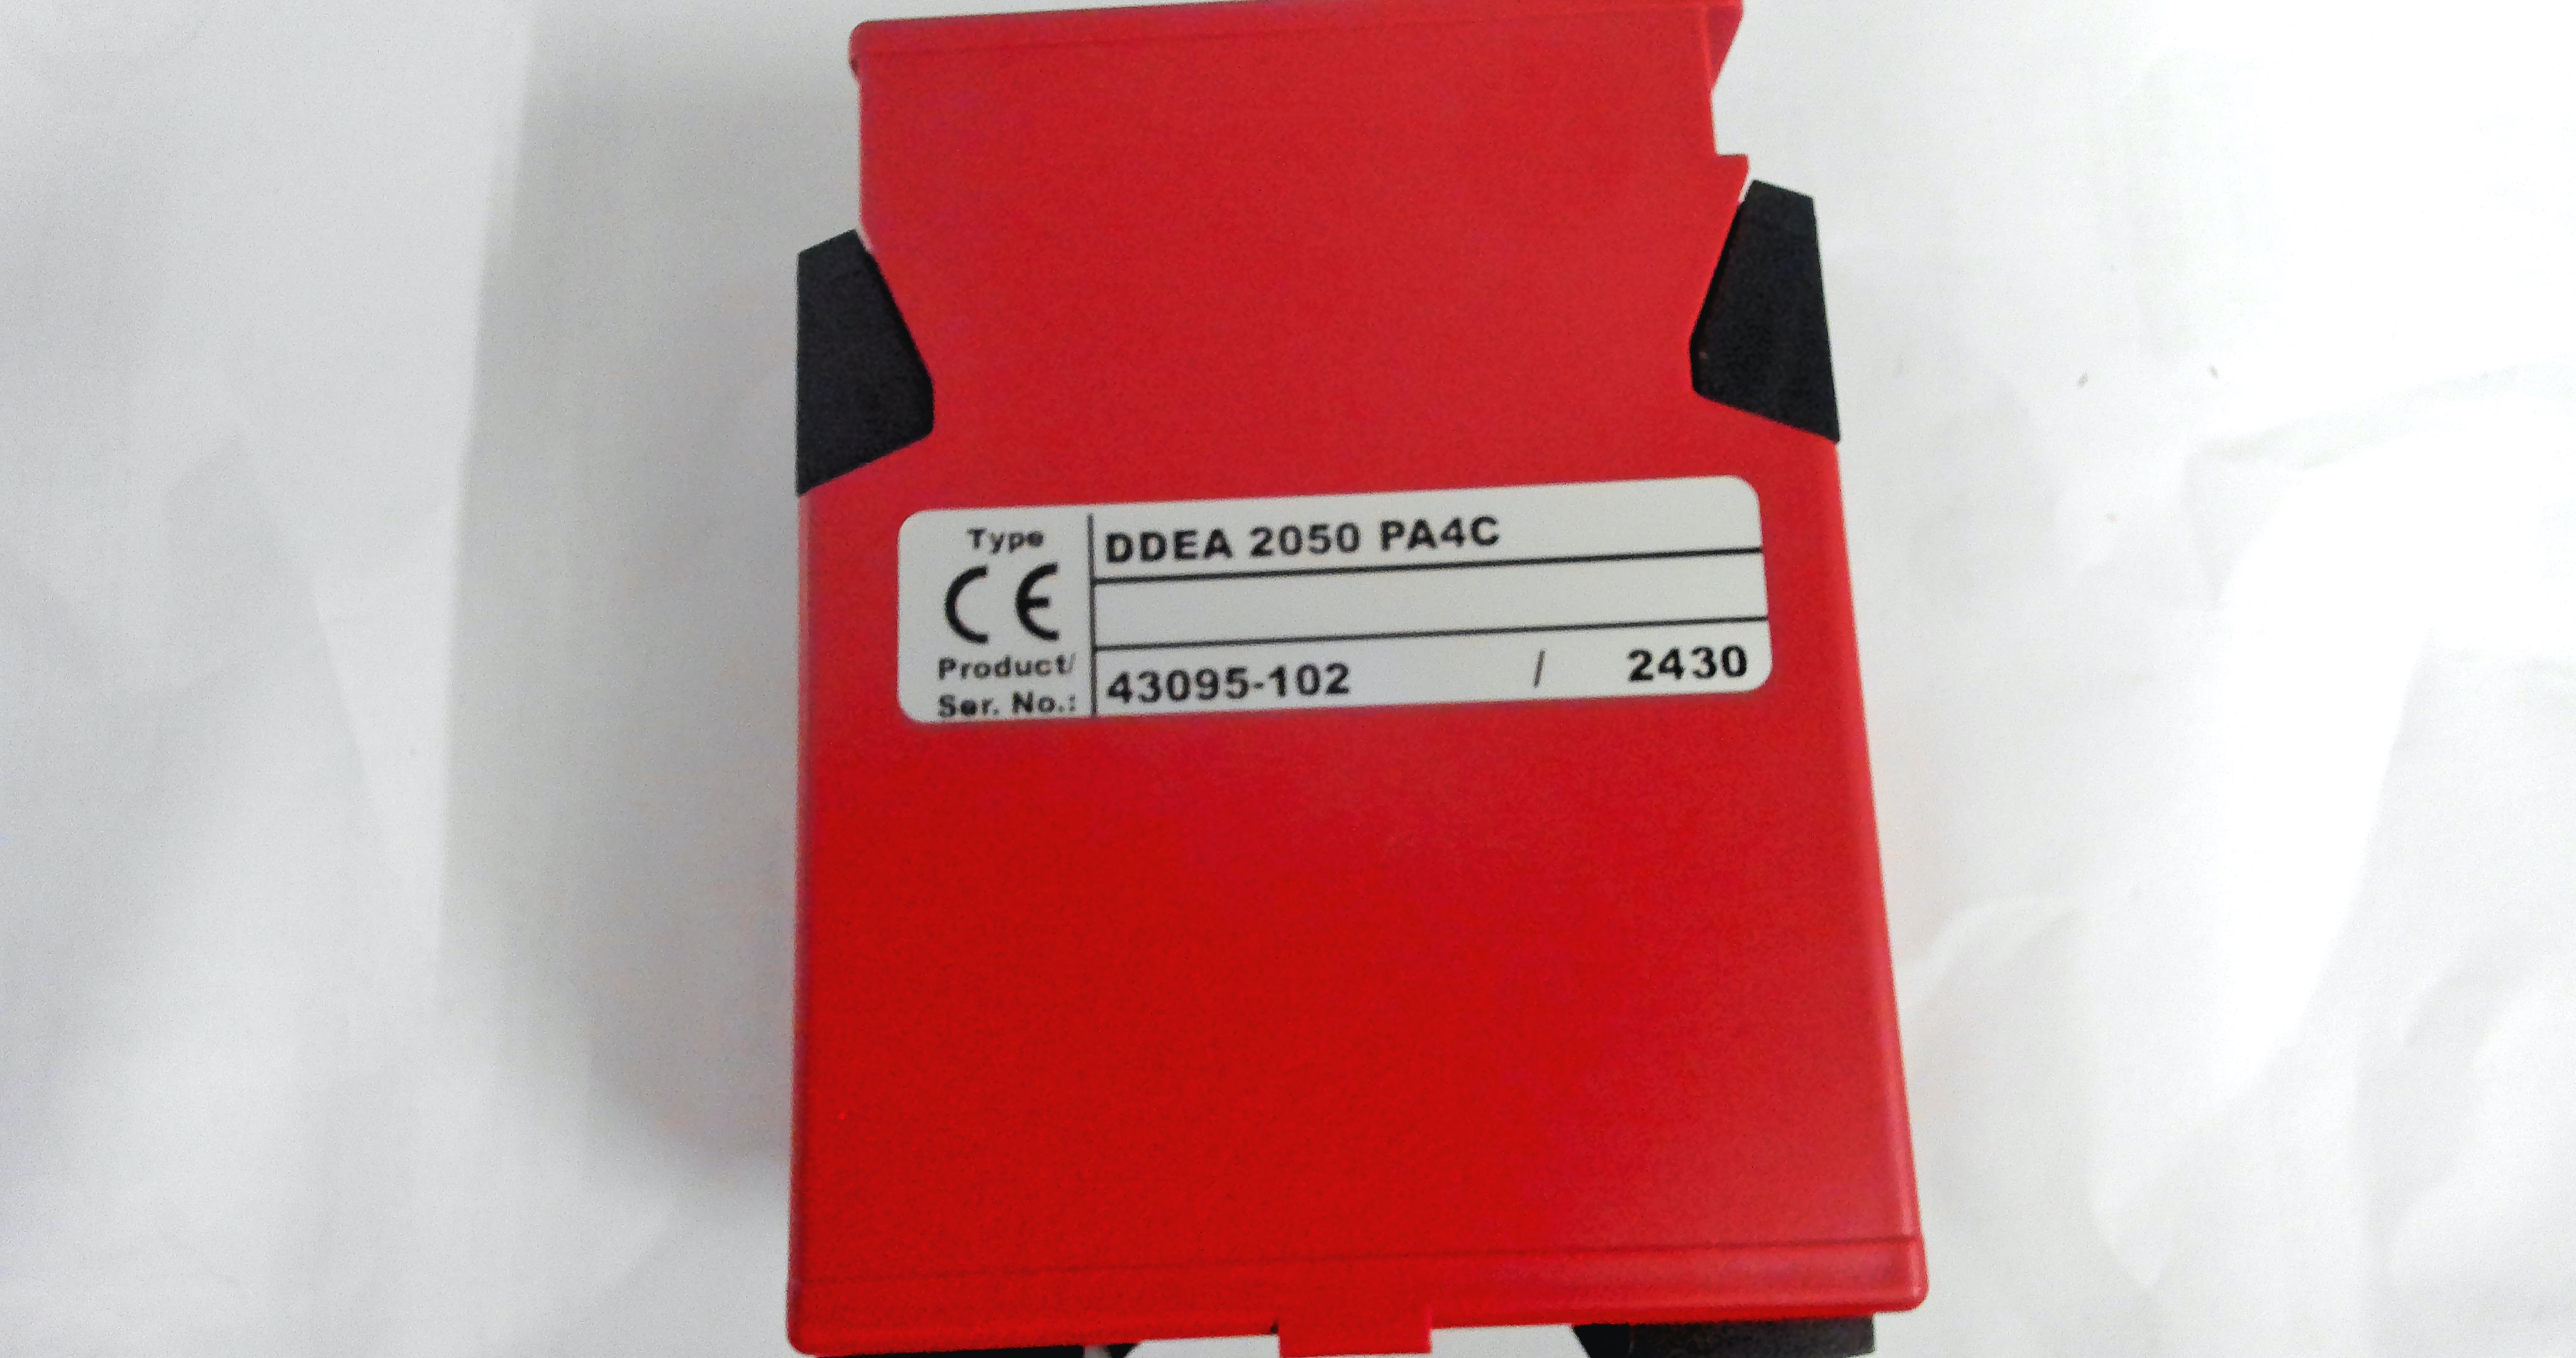 Type DDEA 2050 PA4C
CE
Product/
Ser. No.: 43095-102 / 2430